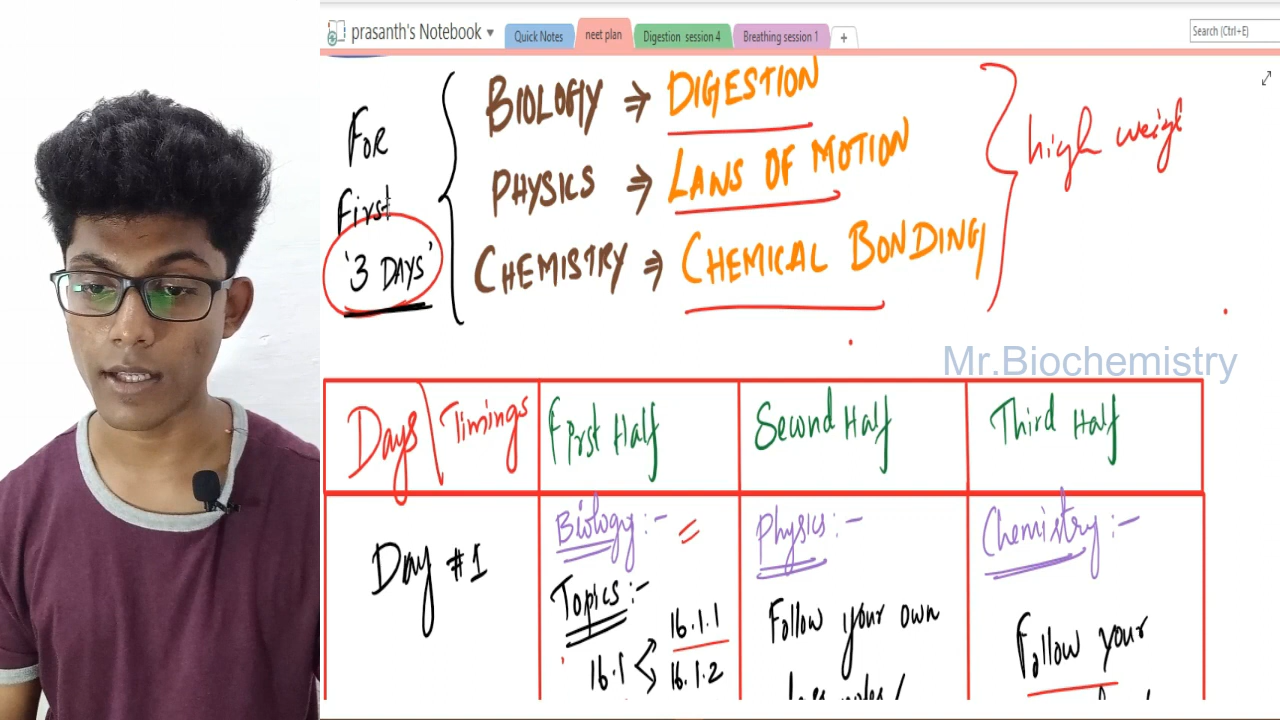 prasanth's Notebook
Quick Notes
neet plan
Digestion session 4
Breathing session 1
Search (Ctrl+E)
FOR
First
'3 DAYS'
BIOLOGY ⇒ DIGESTION
PHYSICS ⇒ LAWS OF MOTION
CHEMISTRY ⇒ CHEMICAL BONDING
high weigh
Mr.Biochemistry
Days Timings
First Half
Second Half
Third Half
Day #1
Biology:- =
Topics:-
16.1
16.1.1
16.1.2
Physics:-
Follow your own
Chemistry:-
Follow your